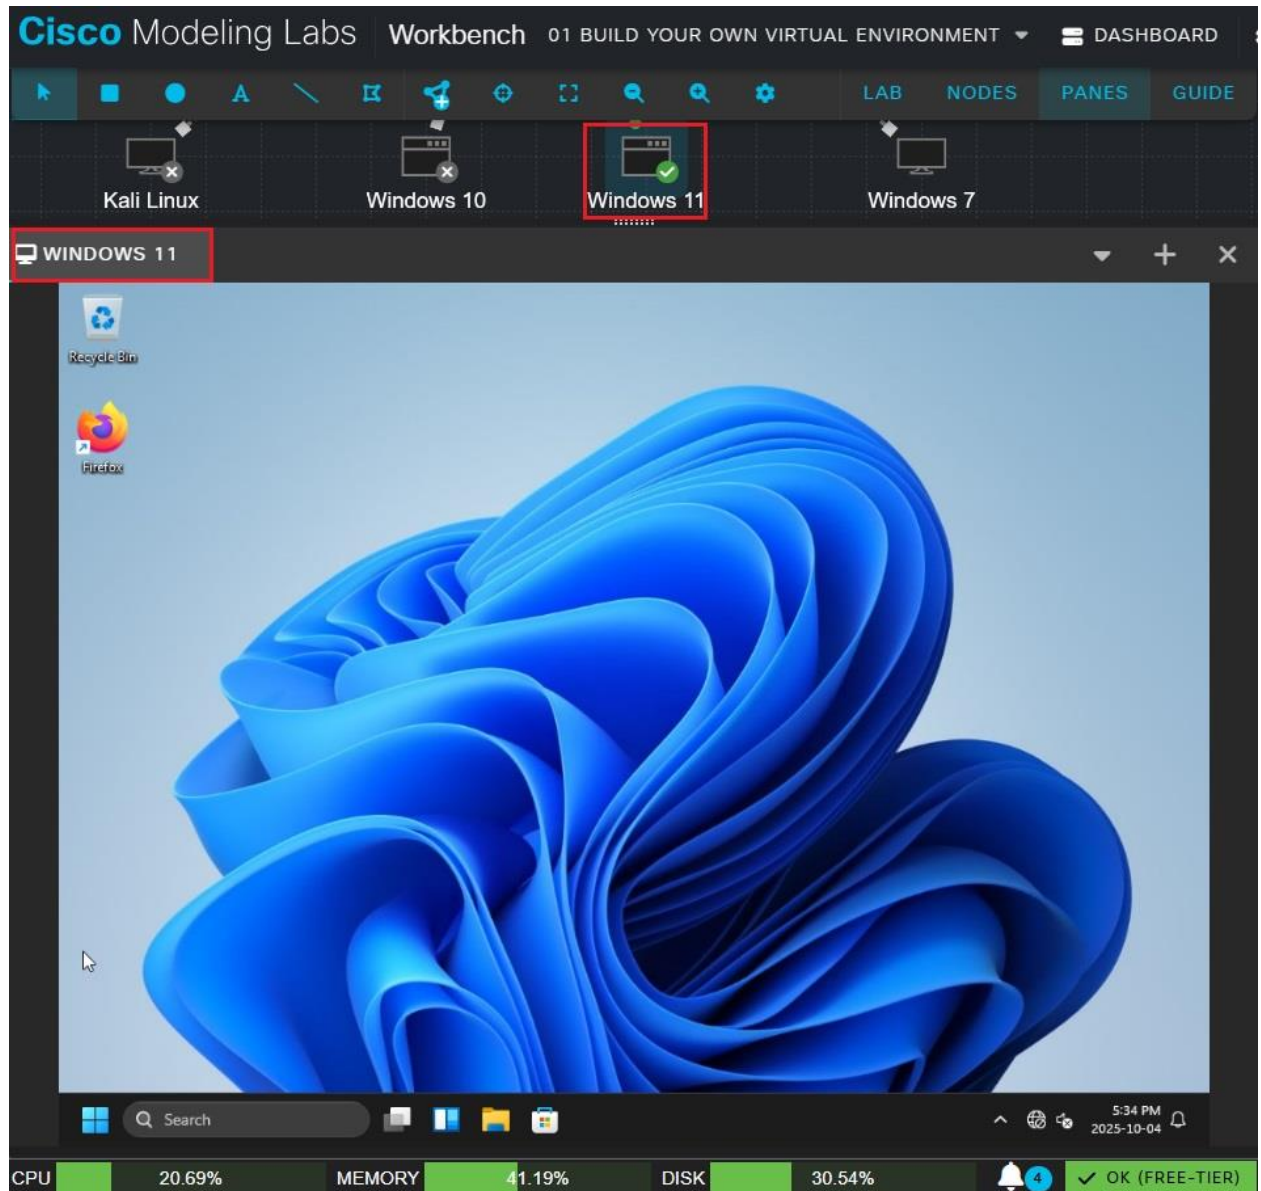 Cisco Modeling Labs Workbench 01 BUILD YOUR OWN VIRTUAL ENVIRONMENT DASHBOARD
A LAB NODES PANES GUIDE
Kali Linux Windows 10 Windows 11 Windows 7
WINDOWS 11
Recycle Bin
Firefox
Search 5:34 PM
2025-10-04
CPU 20.69% MEMORY 41.19% DISK 30.54% 4 OK (FREE-TIER)